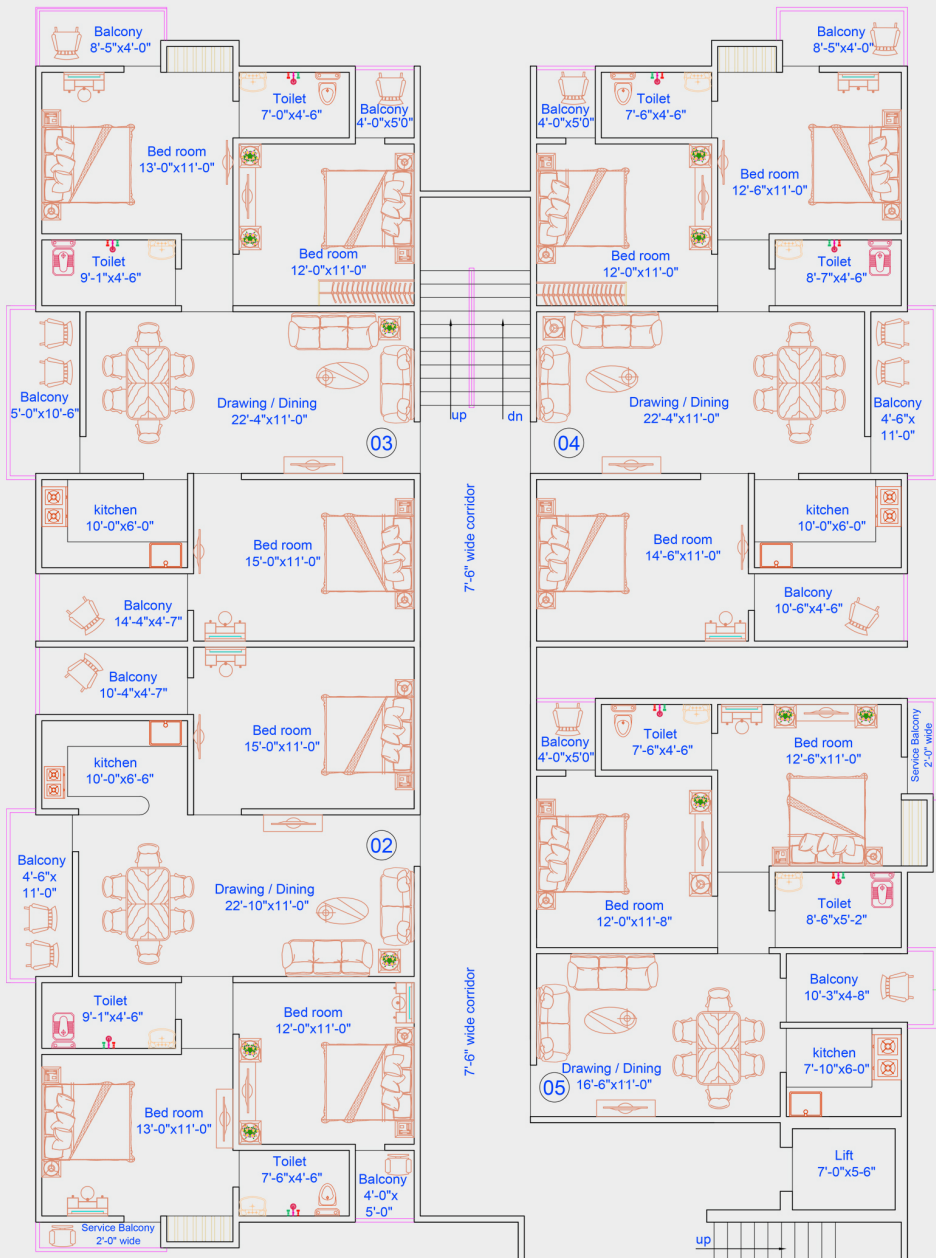 Balcony
8'-5"x4'-0"
Toilet
7'-0"x4'-6"
Balcony
4'-0"x5'0"
Bed room
13'-0"x11'-0"
Bed room
12'-0"x11'-0"
Toilet
9'-1"x4'-6"
Balcony
5'-0"x10'-6"
Drawing / Dining
22'-4"x11'-0"
03
kitchen
10'-0"x6'-0"
Bed room
15'-0"x11'-0"
Balcony
14'-4"x4'-7"
Balcony
8'-5"x4'-0"
Balcony
4'-0"x5'0"
Toilet
7'-6"x4'-6"
Bed room
12'-6"x11'-0"
Bed room
12'-0"x11'-0"
Toilet
8'-7"x4'-6"
up
dn
Drawing / Dining
22'-4"x11'-0"
04
Balcony
4'-6"x
11'-0"
7'-6" wide corridor
Bed room
14'-6"x11'-0"
kitchen
10'-0"x6'-0"
Balcony
10'-6"x4'-6"
Balcony
10'-4"x4'-7"
Bed room
15'-0"x11'-0"
kitchen
10'-0"x6'-6"
02
Balcony
4'-6"x
11'-0"
Drawing / Dining
22'-10"x11'-0"
Toilet
9'-1"x4'-6"
Bed room
12'-0"x11'-0"
Bed room
13'-0"x11'-0"
Toilet
7'-6"x4'-6"
Balcony
4'-0"x
5'-0"
Service Balcony
2'-0" wide
7'-6" wide corridor
Balcony
4'-0"x5'0"
Toilet
7'-6"x4'-6"
Bed room
12'-6"x11'-0"
Service Balcony
2'-0" wide
Bed room
12'-0"x11'-8"
Toilet
8'-6"x5'-2"
Balcony
10'-3"x4-8"
Drawing / Dining
16'-6"x11'-0"
05
kitchen
7'-10"x6-0"
Lift
7'-0"x5-6"
up